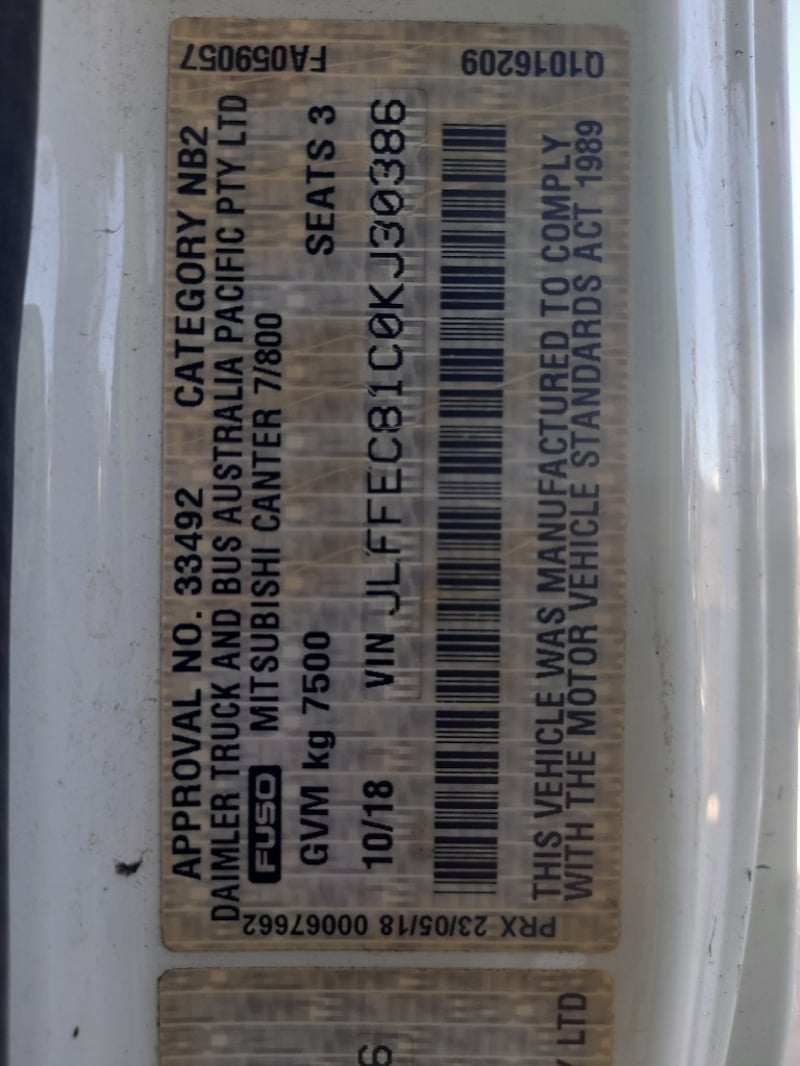 APPROVAL NO. 33492 CATEGORY NB2
DAIMLER TRUCK AND BUS AUSTRALIA PACIFIC PTY LTD
FUSO MITSUBISHI CANTER 7/800
GVM kg 7500 SEATS 3
10/18 VIN JLFFEC81C0KJ30386
THIS VEHICLE WAS MANUFACTURED TO COMPLY
WITH THE MOTOR VEHICLE STANDARDS ACT 1989
PRX 23/05/18 00067662
FA059057
Q1016209
6
Y LTD